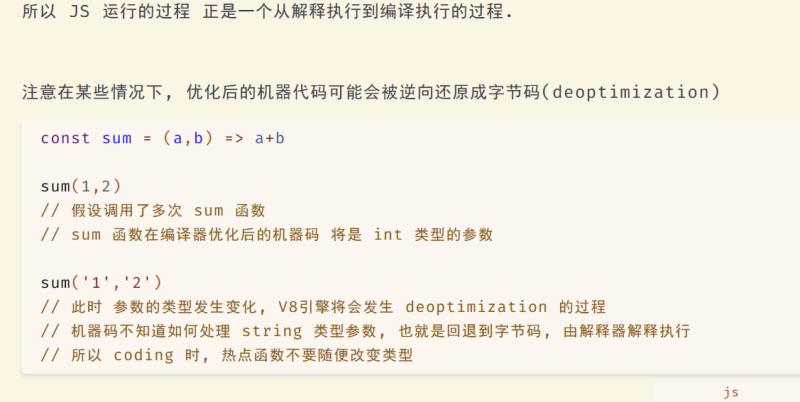 所以 JS 运行的过程 正是一个从解释执行到编译执行的过程.
注意在某些情况下, 优化后的机器代码可能会被逆向还原成字节码(deoptimization)
const sum = (a,b) => a+b
sum(1,2)
// 假设调用了多次 sum 函数
// sum 函数在编译器优化后的机器码 将是 int 类型的参数
sum('1','2')
// 此时 参数的类型发生变化, V8引擎将会发生 deoptimization 的过程
// 机器码不知道如何处理 string 类型参数, 也就是回退到字节码, 由解释器解释执行
// 所以 coding 时, 热点函数不要随便改变类型
js